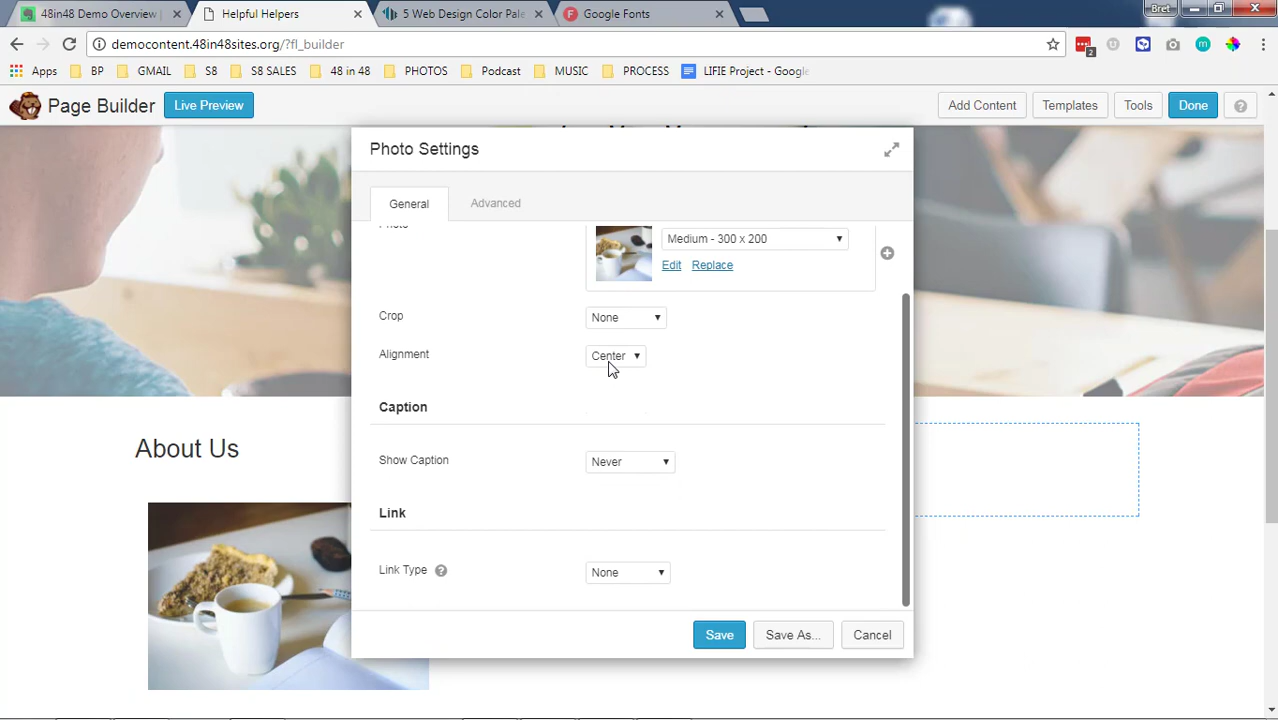 48in48 Demo Overview |
Helpful Helpers
5 Web Design Color Pale
Google Fonts
Bret
democontent.48in48sites.org/?fl_builder
2
Apps BP GMAIL S8 S8 SALES 48 in 48 PHOTOS Podcast MUSIC PROCESS LIFIE Project - Google
Page Builder
Live Preview
Add Content
Templates
Tools
Done
?
Photo Settings
General
Advanced
Photo
Medium - 300 x 200
Edit Replace
Crop
None
Alignment
Center
Caption
Show Caption
Never
Link
Link Type ?
None
Save
Save As...
Cancel
About Us